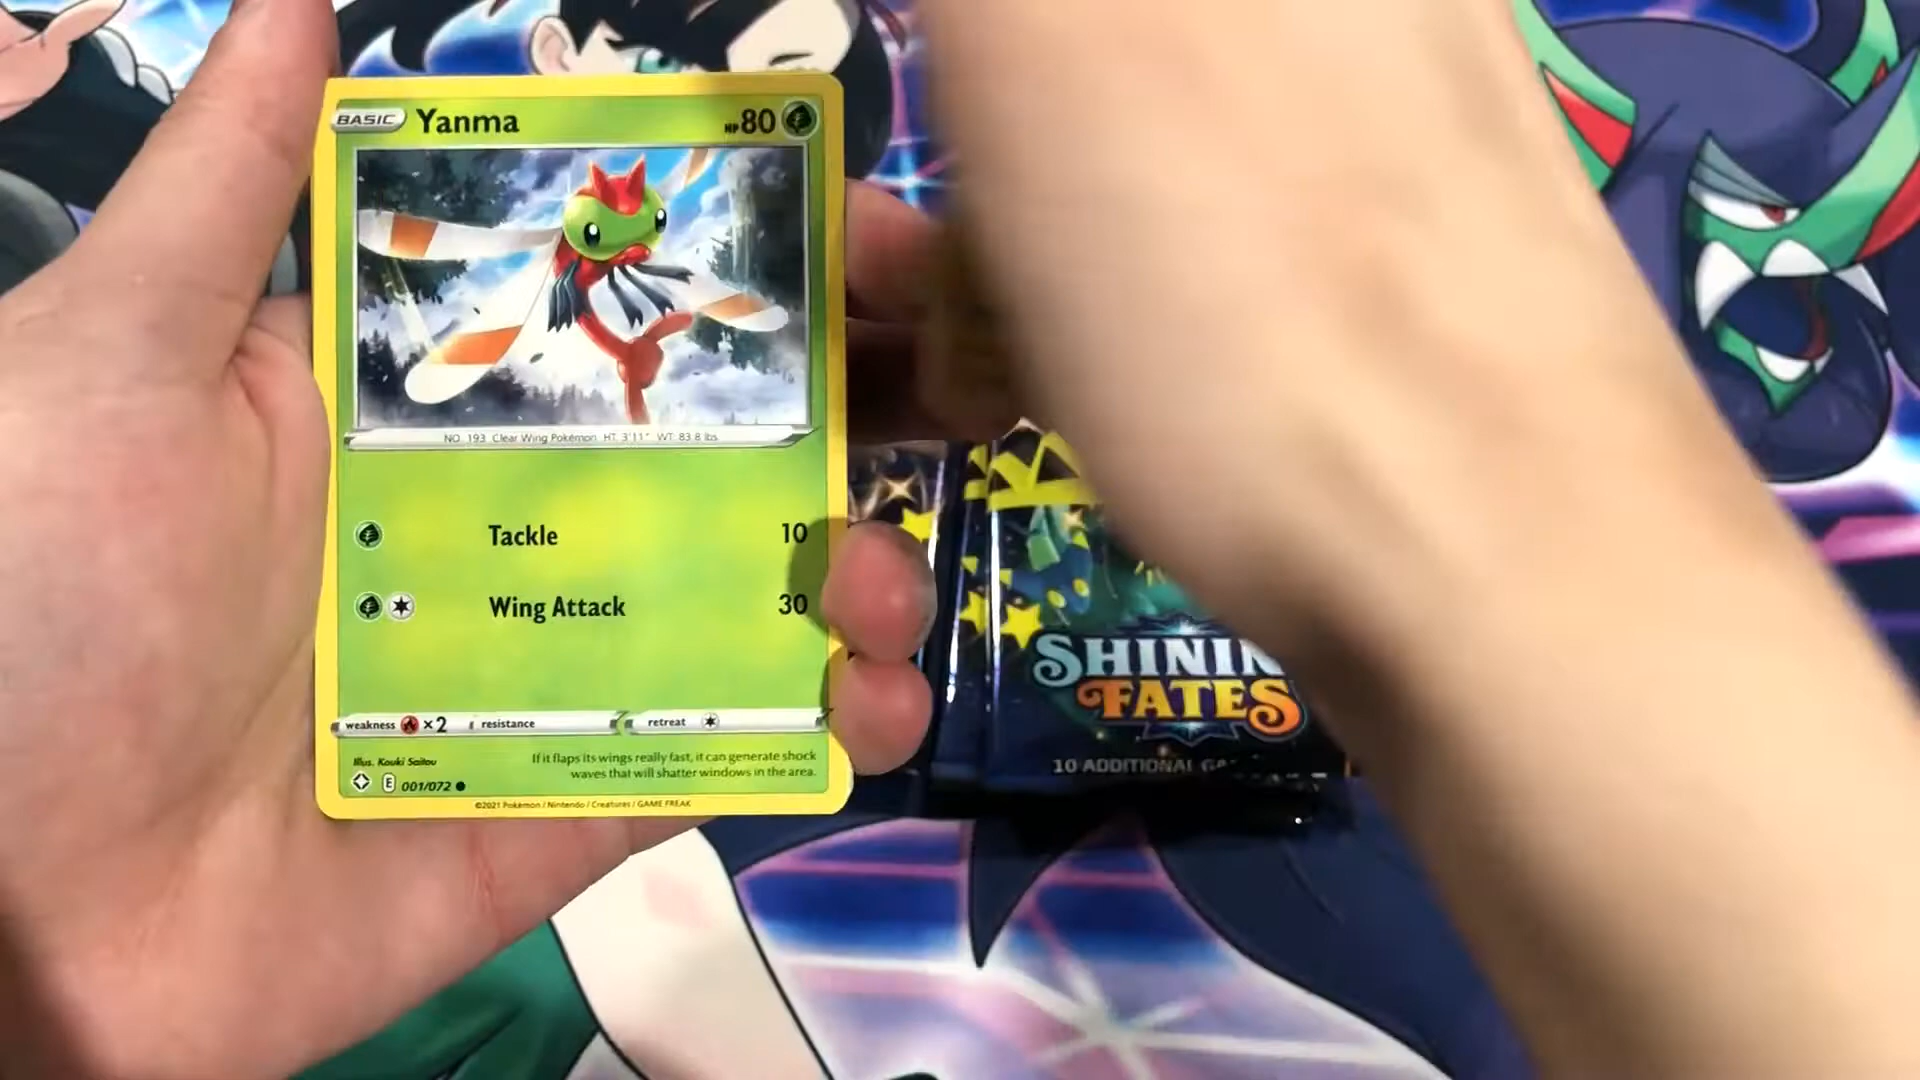 BASIC Yanma HP 80
NO. 193 Clear Wing Pokémon HT: 3'11" WT: 83.8 lbs
Tackle 10
Wing Attack 30
weakness ×2 resistance retreat
Illus. Kouki Saitou
If it flaps its wings really fast, it can generate shock
waves that will shatter windows in the area.
E 001/072
©2021 Pokémon / Nintendo / Creatures / GAME FREAK
SHININ
FATES
10 ADDITIONAL GA